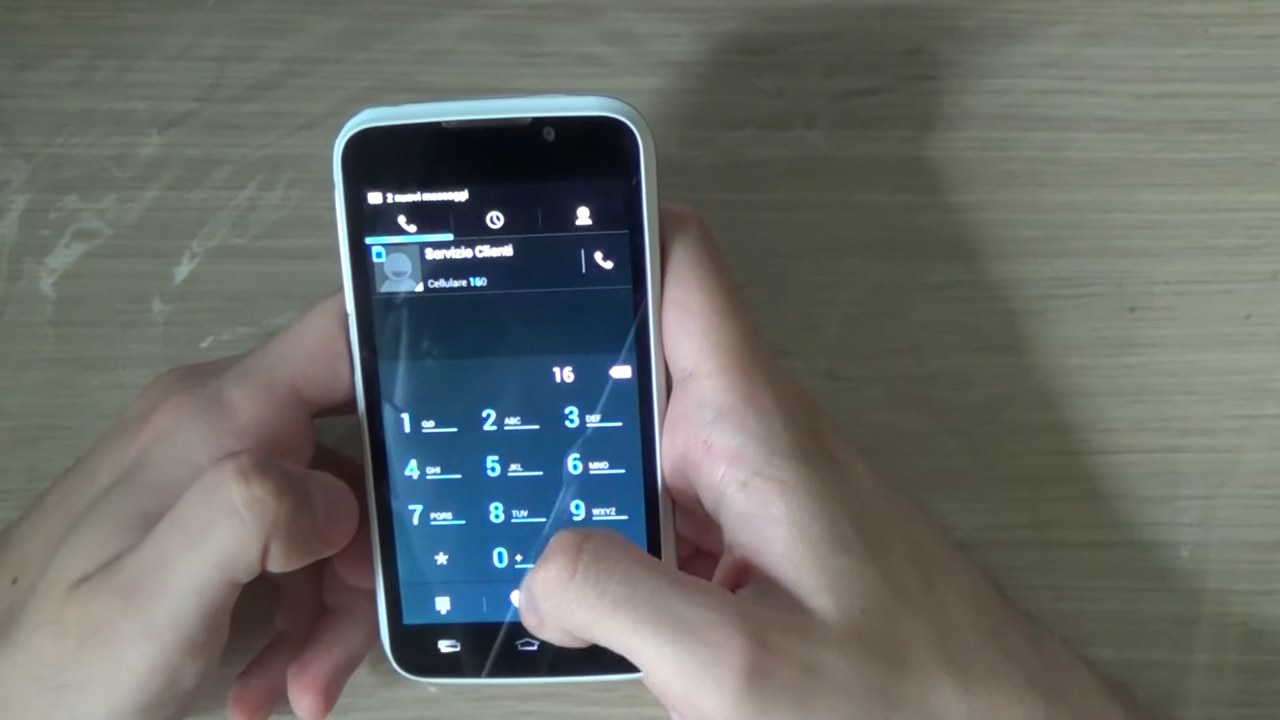 2 nuovi messaggi
Servizio Clienti
Cellulare 160
16
1
2 ABC 3 DEF
4 GHI 5 JKL 6 MNO
7 PQRS 8 TUV 9 WXYZ
* 0 +